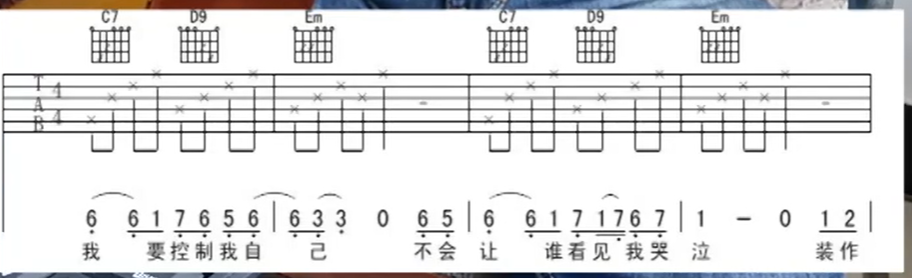 C7 D9 Em C7 D9 Em
T A B 4 4
6 6 1 7 6 5 6 6 3 3 0 6 5 6 6 1 7 1 7 6 7 1 - 0 1 2
我 要控制我自 己 不会 让 谁看见 我哭 泣 装作